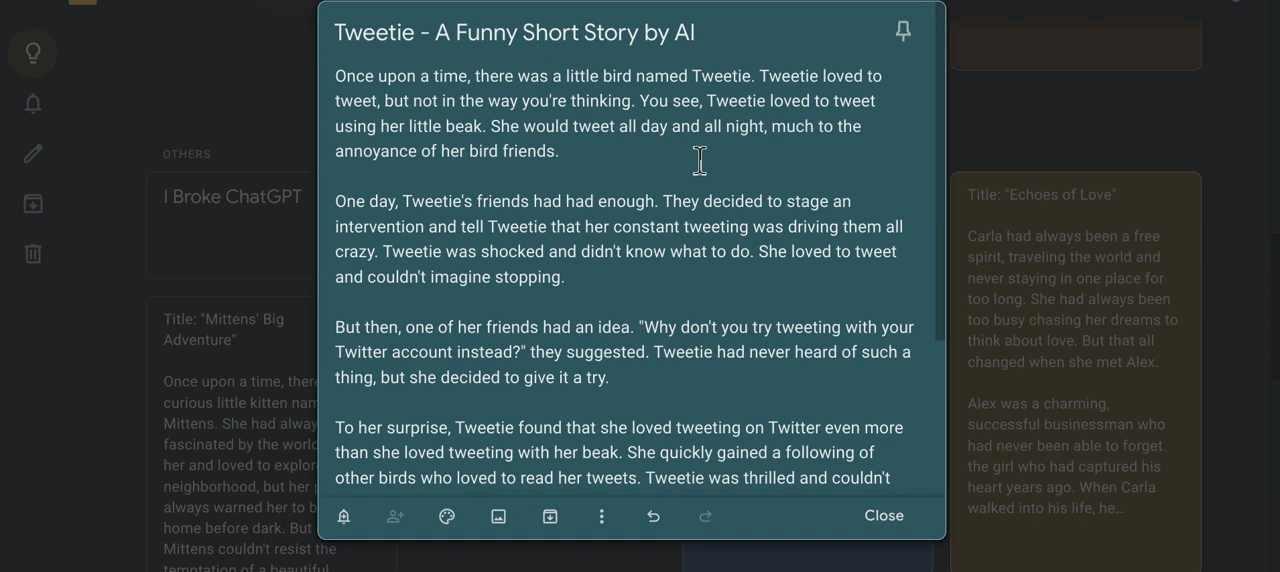 Tweetie - A Funny Short Story by AI
Once upon a time, there was a little bird named Tweetie. Tweetie loved to
tweet, but not in the way you're thinking. You see, Tweetie loved to tweet
using her little beak. She would tweet all day and all night, much to the
annoyance of her bird friends.
One day, Tweetie's friends had had enough. They decided to stage an
intervention and tell Tweetie that her constant tweeting was driving them all
crazy. Tweetie was shocked and didn't know what to do. She loved to tweet
and couldn't imagine stopping.
But then, one of her friends had an idea. "Why don't you try tweeting with your
Twitter account instead?" they suggested. Tweetie had never heard of such a
thing, but she decided to give it a try.
To her surprise, Tweetie found that she loved tweeting on Twitter even more
than she loved tweeting with her beak. She quickly gained a following of
other birds who loved to read her tweets. Tweetie was thrilled and couldn't
Close
OTHERS
I Broke ChatGPT
Title: "Mittens' Big
Adventure"
Once upon a time, there
curious little kitten
Mittens. She had
fascinated by the world
her and loved to
neighborhood, but her
always warned her to
home before dark. But
Mittens couldn't resist the
temptation of a beautiful
Title: "Echoes of Love"
Carla had always been a free
spirit, traveling the world and
never staying in one place for
too long. She had always been
too busy chasing her dreams to
think about love. But that all
changed when she met Alex.
Alex was a charming,
successful businessman who
had never been able to forget
the girl who had captured his
heart years ago. When Carla
walked into his life, he…